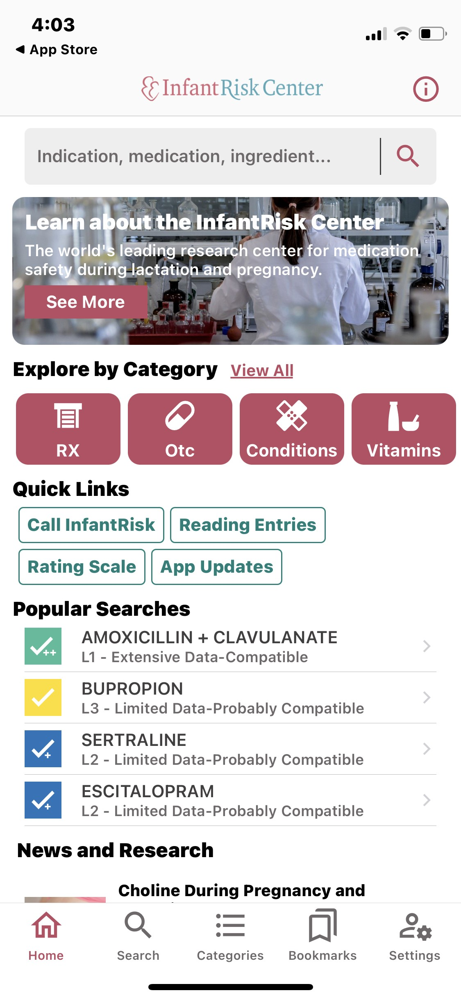 4:03
App Store
InfantRisk Center
Indication, medication, ingredient...
Learn about the InfantRisk Center
The world's leading research center for medication
safety during lactation and pregnancy.
See More
Explore by Category View All
RX Otc Conditions Vitamins
Quick Links
Call InfantRisk Reading Entries
Rating Scale App Updates
Popular Searches
AMOXICILLIN + CLAVULANATE
L1 - Extensive Data-Compatible
BUPROPION
L3 - Limited Data-Probably Compatible
SERTRALINE
L2 - Limited Data-Probably Compatible
ESCITALOPRAM
L2 - Limited Data-Probably Compatible
News and Research
Choline During Pregnancy and
Home Search Categories Bookmarks Settings